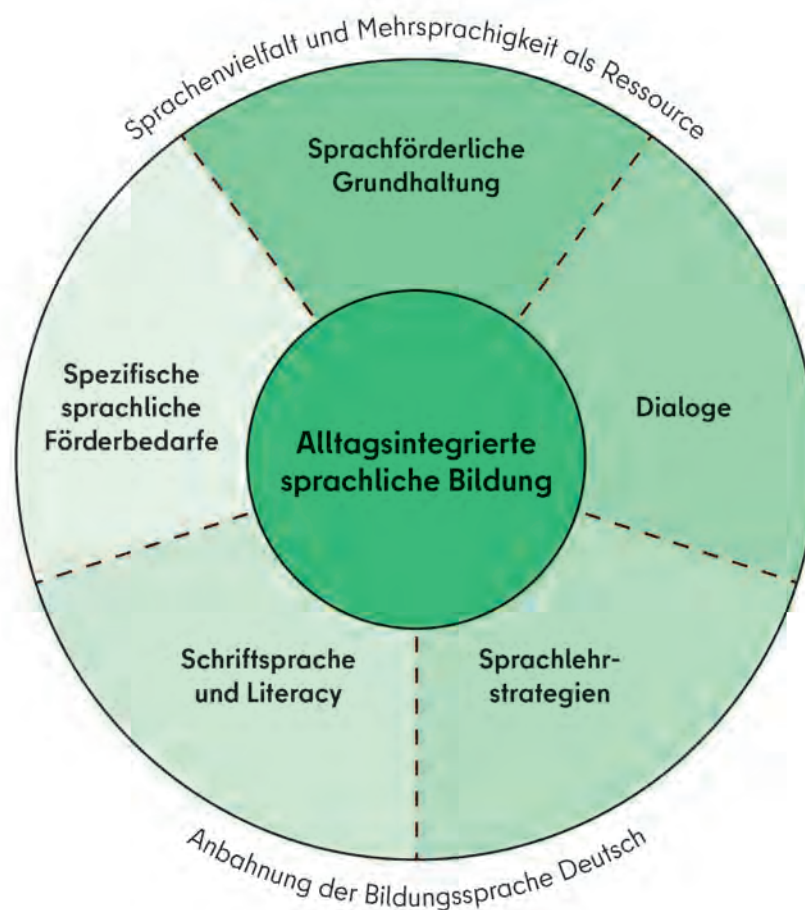 Sprachenvielfalt und Mehrsprachigkeit als Ressource
Sprachförderliche
Grundhaltung
Spezifische
sprachliche
Förderbedarfe
Dialoge
Alltagsintegrierte
sprachliche Bildung
Schriftsprache
und Literacy
Sprachlehr-
strategien
Anbahnung der Bildungssprache Deutsch